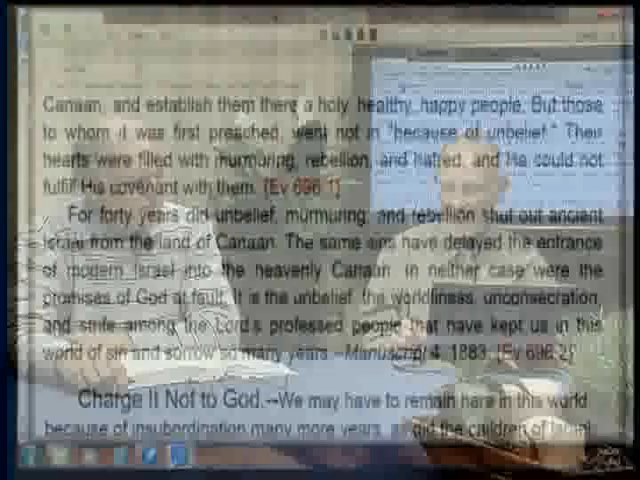 Canaan, and establish them there a holy healthy, happy people. But those
to whom it was first preached, went not in "because of unbelief." Their
hearts were filled with murmuring, rebellion, and hatred, and He could not
fulfill His covenant with them. {Ev 696.1}
For forty years did unbelief, murmuring, and rebellion shut out ancient
Israel from the land of Canaan. The same sins have delayed the entrance
of modern Israel into the heavenly Canaan. In neither case were the
promises of God at fault. It is the unbelief, the worldliness, unconsecration,
and strife among the Lord's professed people that have kept us in this
world of sin and sorrow so many years.--Manuscript 4, 1883. {Ev 696.2}
Charge It Not to God.--We may have to remain here in this world
because of insubordination many more years, as did the children of Israel